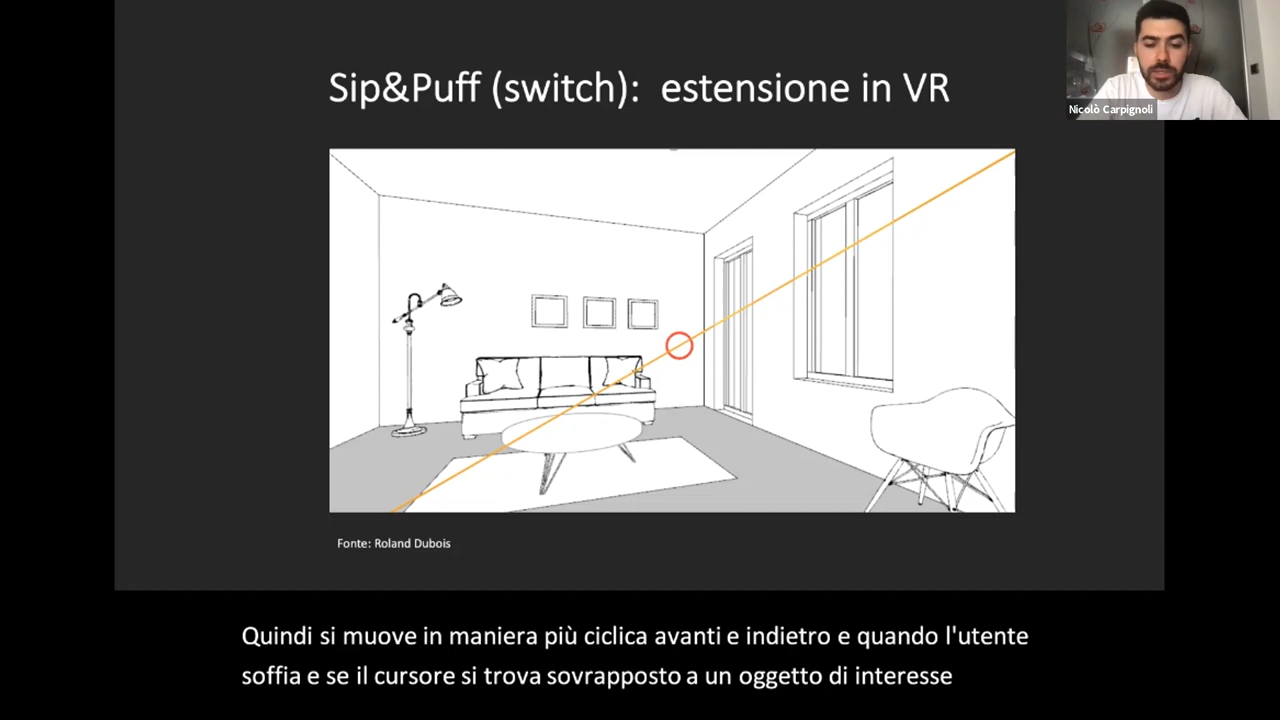 Sip&Puff (switch): estensione in VR
Nicolò Carpignoli
Fonte: Roland Dubois
Quindi si muove in maniera più ciclica avanti e indietro e quando l'utente
soffia e se il cursore si trova sovrapposto a un oggetto di interesse